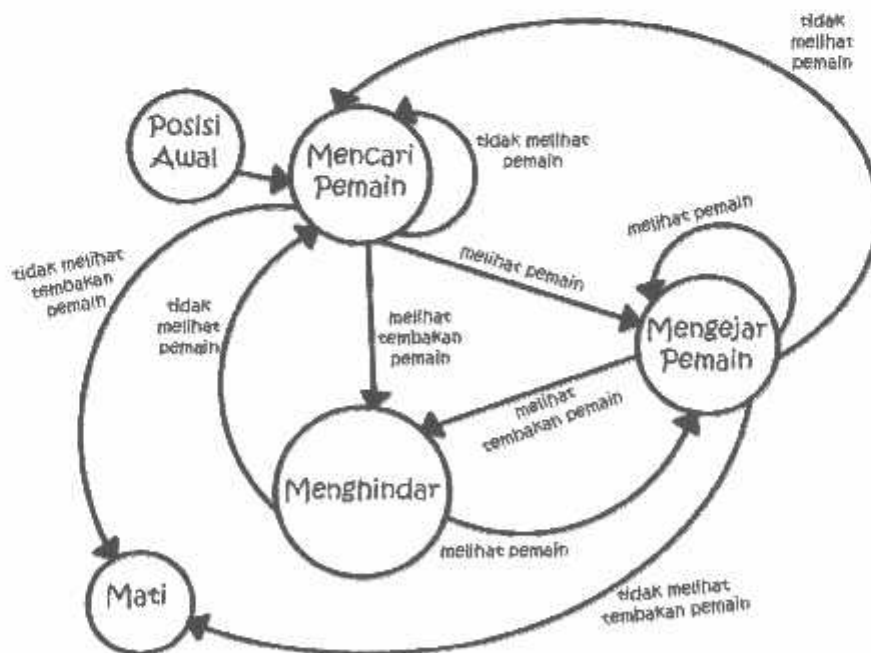 tidak
melihat
pemain
Posisi
Awal
Mencari
Pemain
tidak melihat
pemain
melihat pemain
tidak melihat
tembakan
pemain
tidak
melihat
pemain
melihat
tembakan
pemain
melihat pemain
Mengejar
Pemain
melihat
tembakan pemain
Menghindar
melihat pemain
Mati
tidak melihat
tembakan pemain